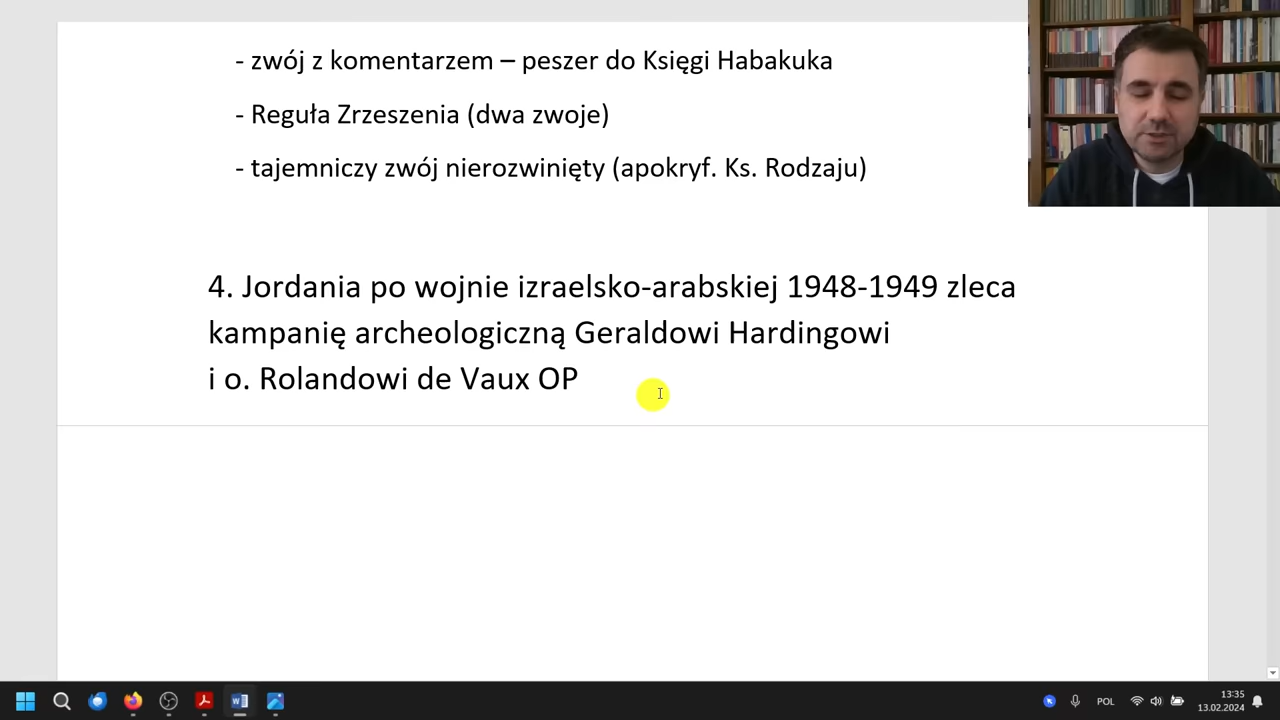 - zwój z komentarzem – peszer do Księgi Habakuka
- Reguła Zrzeszenia (dwa zwoje)
- tajemniczy zwój nierozwinięty (apokryf. Ks. Rodzaju)
4. Jordania po wojnie izraelsko-arabskiej 1948-1949 zleca
kampanię archeologiczną Geraldowi Hardingowi
i o. Rolandowi de Vaux OP
POL
13:35
13.02.2024